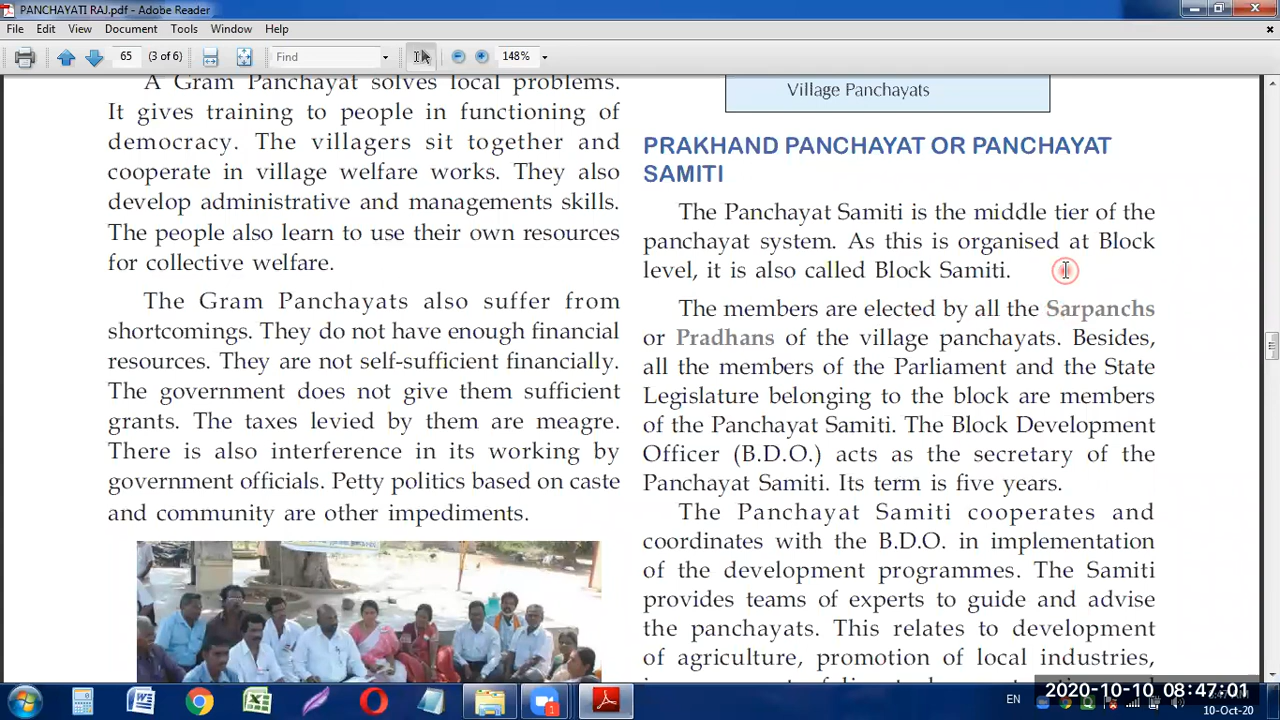 PANCHAYATI RAJ.pdf - Adobe Reader
File Edit View Document Tools Window Help
65 (3 of 6) Find 148%
A Gram Panchayat solves local problems.
It gives training to people in functioning of
democracy. The villagers sit together and
cooperate in village welfare works. They also
develop administrative and managements skills.
The people also learn to use their own resources
for collective welfare.
The Gram Panchayats also suffer from
shortcomings. They do not have enough financial
resources. They are not self-sufficient financially.
The government does not give them sufficient
grants. The taxes levied by them are meagre.
There is also interference in its working by
government officials. Petty politics based on caste
and community are other impediments.
Village Panchayats
PRAKHAND PANCHAYAT OR PANCHAYAT
SAMITI
The Panchayat Samiti is the middle tier of the
panchayat system. As this is organised at Block
level, it is also called Block Samiti.
The members are elected by all the Sarpanchs
or Pradhans of the village panchayats. Besides,
all the members of the Parliament and the State
Legislature belonging to the block are members
of the Panchayat Samiti. The Block Development
Officer (B.D.O.) acts as the secretary of the
Panchayat Samiti. Its term is five years.
The Panchayat Samiti cooperates and
coordinates with the B.D.O. in implementation
of the development programmes. The Samiti
provides teams of experts to guide and advise
the panchayats. This relates to development
of agriculture, promotion of local industries,
EN
2020-10-10 08:47:01
10-Oct-20